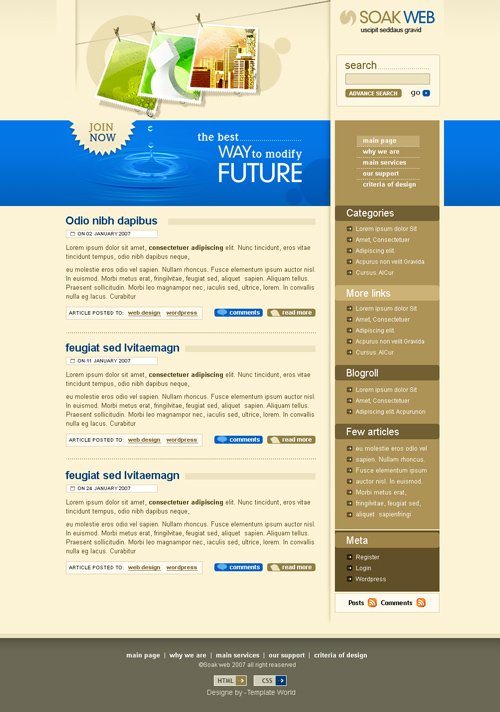 SOAK WEB
uscipit seddaus gravid
search
ADVANCE SEARCH
go
JOIN
NOW
the best
WAY to modify
FUTURE
main page
why we are
main services
our support
criteria of design
Odio nibh dapibus
ON 02 JANUARY 2007
Lorem ipsum dolor sit amet, consectetuer adipiscing elit. Nunc tincidunt, eros vitae
tincidunt tempus, odio nibh dapibus neque,
eu molestie eros odio vel sapien. Nullam rhoncus. Fusce elementum ipsum auctor nisl.
In euismod. Morbi metus erat, fringilvitae, feugiat sed, aliquet sapien. Aliquam tellus.
Praesent sollicitudin. Morbi leo magnampor nec, iaculis sed, ultrice, lorem. In convallis
nulla eg lacus. Curabitur
ARTICLE POSTED TO: web design wordpress
comments
read more
feugiat sed lvitaemagn
ON 11 JANUARY 2007
Lorem ipsum dolor sit amet, consectetuer adipiscing elit. Nunc tincidunt, eros vitae
tincidunt tempus, odio nibh dapibus neque,
eu molestie eros odio vel sapien. Nullam rhoncus. Fusce elementum ipsum auctor nisl.
In euismod. Morbi metus erat, fringilvitae, feugiat sed, aliquet sapien. Aliquam tellus.
Praesent sollicitudin. Morbi leo magnampor nec, iaculis sed, ultrice, lorem. In convallis
nulla eg lacus. Curabitur
ARTICLE POSTED TO: web design wordpress
comments
read more
feugiat sed lvitaemagn
ON 24 JANUARY 2007
Lorem ipsum dolor sit amet, consectetuer adipiscing elit. Nunc tincidunt, eros vitae
tincidunt tempus, odio nibh dapibus neque,
eu molestie eros odio vel sapien. Nullam rhoncus. Fusce elementum ipsum auctor nisl.
In euismod. Morbi metus erat, fringilvitae, feugiat sed, aliquet sapien. Aliquam tellus.
Praesent sollicitudin. Morbi leo magnampor nec, iaculis sed, ultrice, lorem. In convallis
nulla eg lacus. Curabitur
ARTICLE POSTED TO: web design wordpress
comments
read more
Categories
Lorem ipsum dolor Sit
Amet, Consectetuer
Adipiscing elit.
Acpurus non velit Gravida
Cursus. AlCur
More links
Lorem ipsum dolor Sit
Amet, Consectetuer
Adipiscing elit.
Acpurus non velit Gravida
Cursus. AlCur
Blogroll
Lorem ipsum dolor Sit
Amet, Consectetuer
Adipiscing elit Acpurunon
Few articles
eu molestie eros odio vel
sapien. Nullam rhoncus.
Fusce elementum ipsum
auctor nisl. In euismod.
Morbi metus erat,
fringilvitae, feugiat sed,
aliquet sapienfringi
Meta
Register
Login
Wordpress
Posts Comments
main page | why we are | main services | our support | criteria of design
©Soak web 2007 all right reaserved
HTML CSS
Designe by -Template World